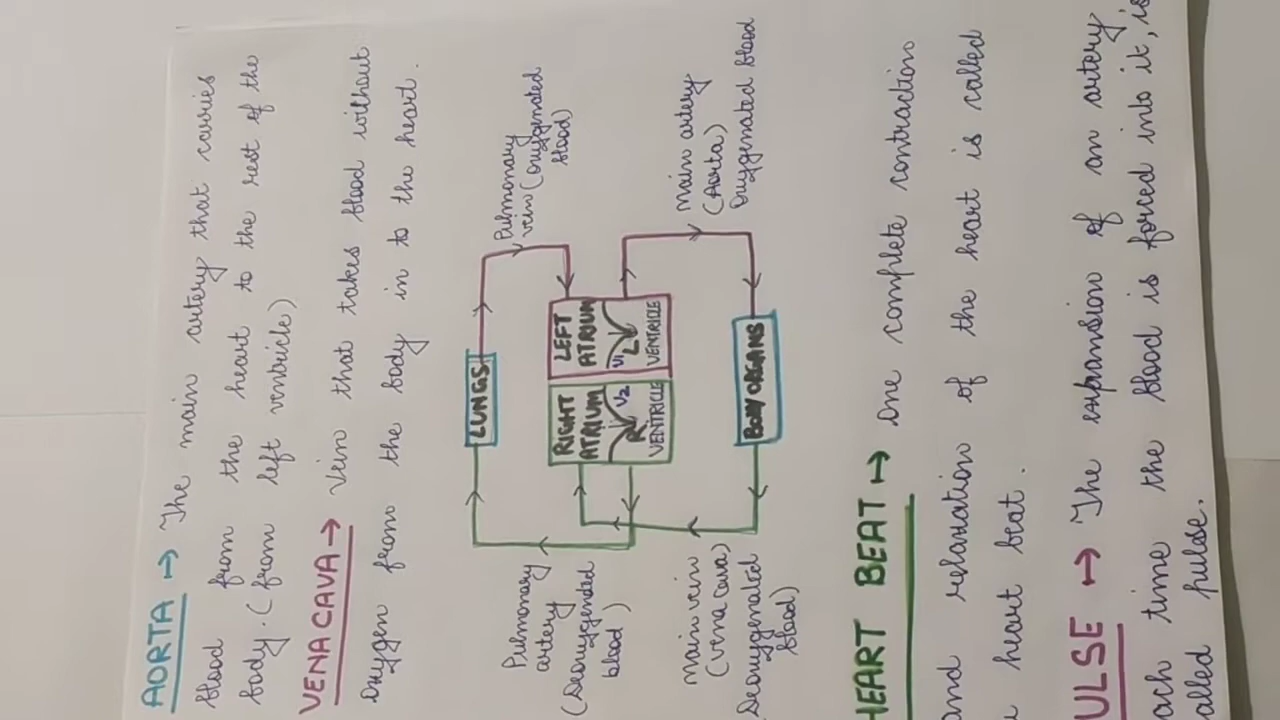 AORTA → The main artery that carries
blood from the heart to the rest of the
body. (from left ventricle)
VENA CAVA → Vein that takes blood without
oxygen from the body in to the heart.
Pulmonary
artery
(Deoxygended
blood)
LUNGS
Pulmonary
vein (oxygenated
blood)
RIGHT
ATRIUM
V2
R
VENTRICLE
LEFT
ATRIUM
V1
L
VENTRICLE
Main vein
(vena cava)
Deoxygenated
blood)
BODY ORGANS
Main artery
(Aorta)
Oxygenated blood
HEART BEAT → One complete contraction
and relaxation of the heart is called
heart beat.
ULSE → The expansion of an artery
ach time the blood is forced into it, is
alled pulse.